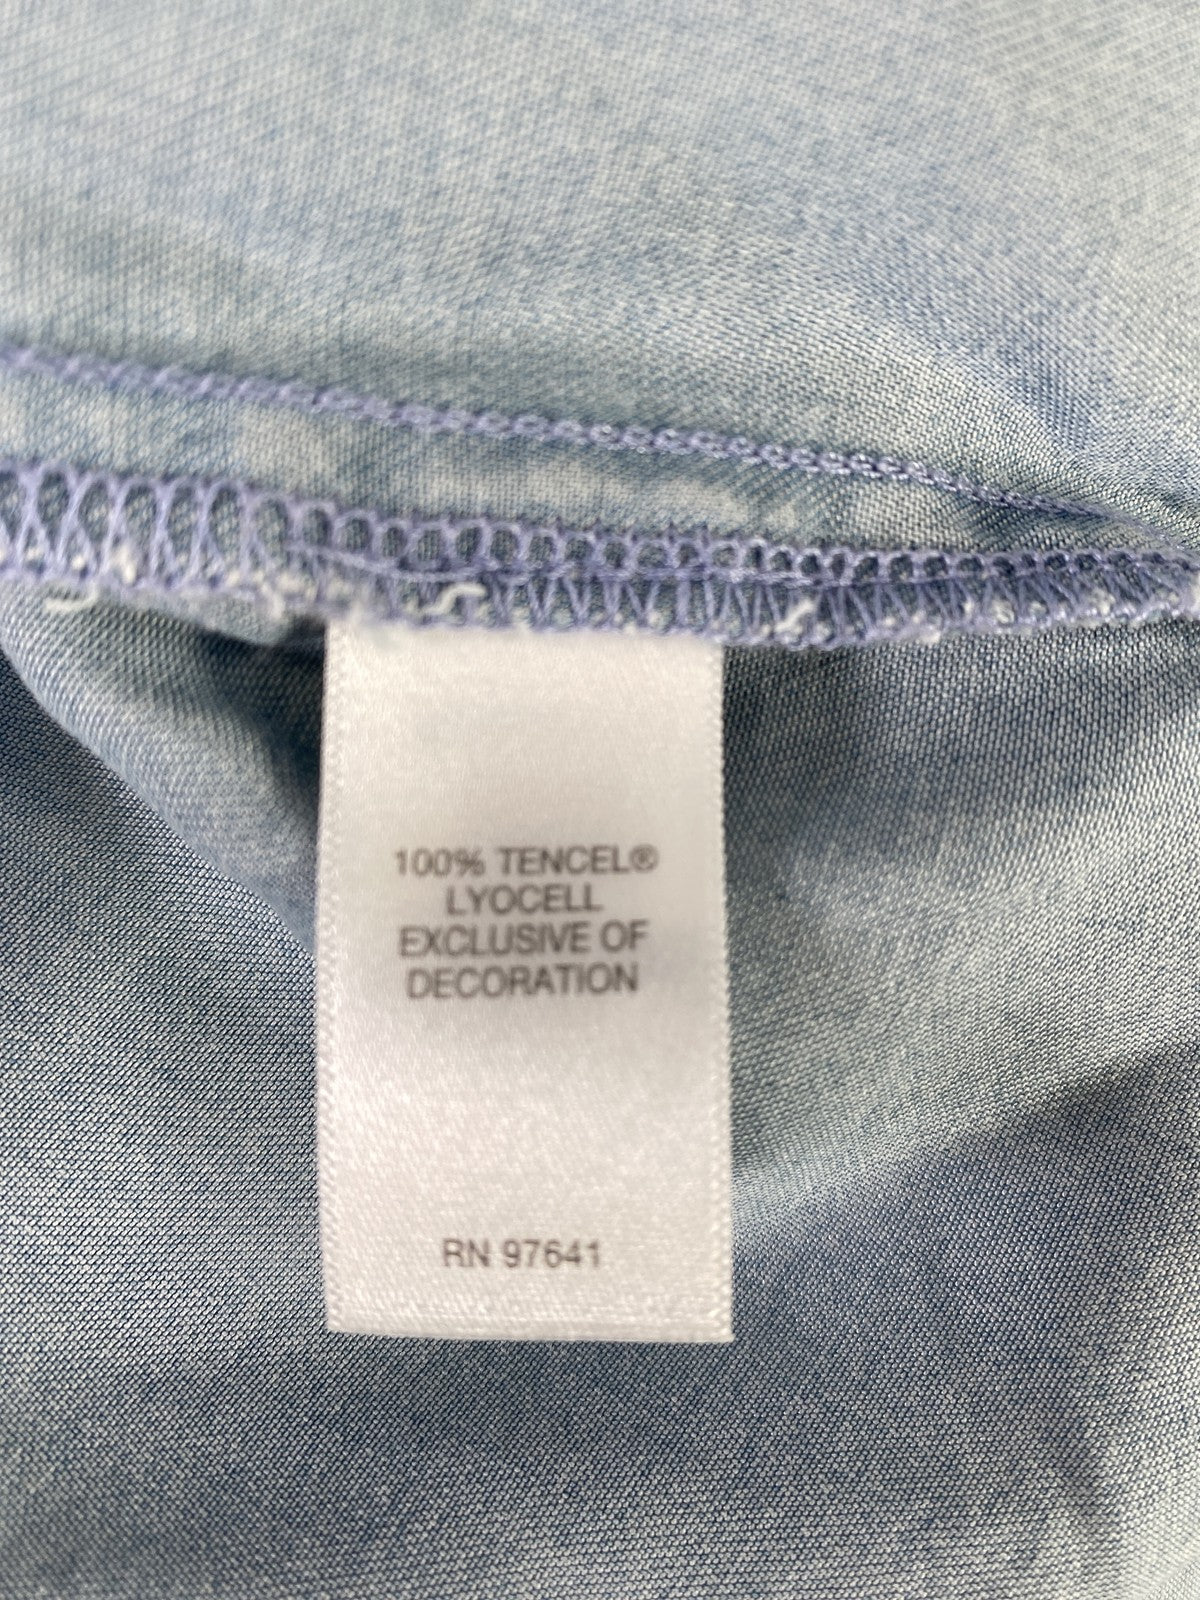 100% TENCEL®
LYOCELL
EXCLUSIVE OF
DECORATION
RN 97641